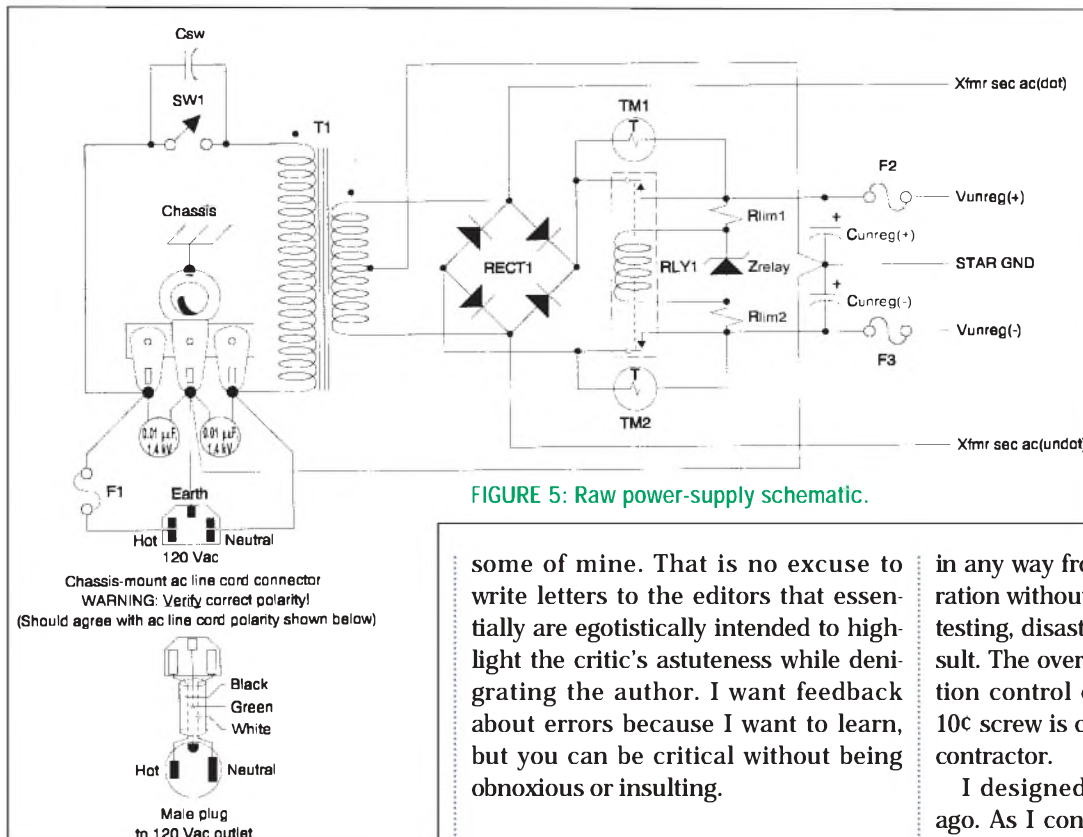 Csw
SW1
T1
Chassis
0.01 µF,
1.4 kV
0.01 µF,
1.4 kV
F1
Earth
Hot
Neutral
120 Vac
Chassis-mount ac line cord connector
WARNING: Verify correct polarity!
(Should agree with ac line cord polarity shown below)
Black
Green
White
Hot
Neutral
Male plug
to 120 Vac outlet
Xfmr sec ac(dot)
TM1
T
F2
Vunreg(+)
Rlim1
+
Cunreg(+)
RECT1
RLY1
Zrelay
STAR GND
+
Cunreg(-)
Rlim2
Vunreg(-)
F3
T
TM2
Xfmr sec ac(undot)
FIGURE 5: Raw power-supply schematic.
some of mine. That is no excuse to
write letters to the editors that essen-
tially are egotistically intended to high-
light the critic's astuteness while deni-
grating the author. I want feedback
about errors because I want to learn,
but you can be critical without being
obnoxious or insulting.
in any way fro
ration without
testing, disast
sult. The over
tion control
10¢ screw is c
contractor.
I designed
ago. As I con